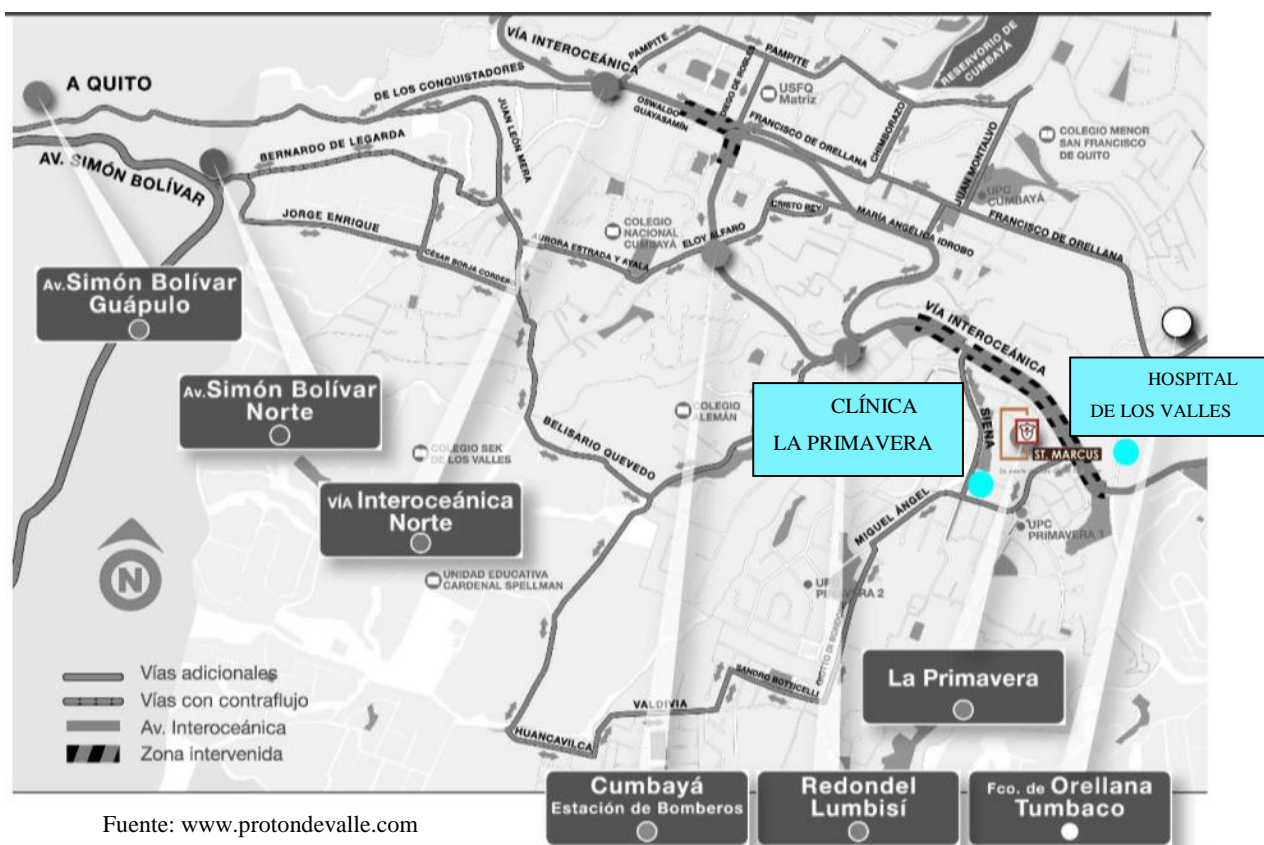 VÍA INTEROCEÁNICA
PAMPITE
PAMPITE
RESERVORIO DE
CUMBAYÁ
A QUITO
DE LOS CONQUISTADORES
DIEGO DE ROBLES
USFQ
Matriz
OSWALDO
GUAYASAMÍN
JUAN LEÓN MERA
FRANCISCO DE ORELLANA
CHIMBORAZO
COLEGIO MENOR
SAN FRANCISCO
DE QUITO
BERNARDO DE LEGARDA
AV. SIMÓN BOLÍVAR
JUAN MONTALVO
UPC
CUMBAYÁ
JORGE ENRIQUE
COLEGIO
NACIONAL
CUMBAYÁ
CRISTO REY
ELOY ALFARO
MARÍA ANGÉLICA IDROBO
FRANCISCO DE ORELLANA
AURORA ESTRADA Y AYALA
CÉSAR BORJA CORDER
Av.Simón Bolívar
Guápulo
VÍA INTEROCEÁNICA
HOSPITAL
DE LOS VALLES
CLÍNICA
LA PRIMAVERA
Av.Simón Bolívar
Norte
COLEGIO
ALEMÁN
SIENA
ST. MARCUS
BELISARIO QUEVEDO
COLEGIO SEK
DE LOS VALLES
VÍA Interoceánica
Norte
MIGUEL ÁNGEL
UPC
PRIMAVERA 1
N
UNIDAD EDUCATIVA
CARDENAL SPELLMAN
2
Vías adicionales
Vías con contraflujo
Av. Interoceánica
Zona intervenida
SANDRO BOTTICELLI
VALDIVIA
HUANCAVILCA
La Primavera
Cumbayá
Estación de Bomberos
Redondel
Lumbisí
Fco. de Orellana
Tumbaco
Fuente: www.protondevalle.com